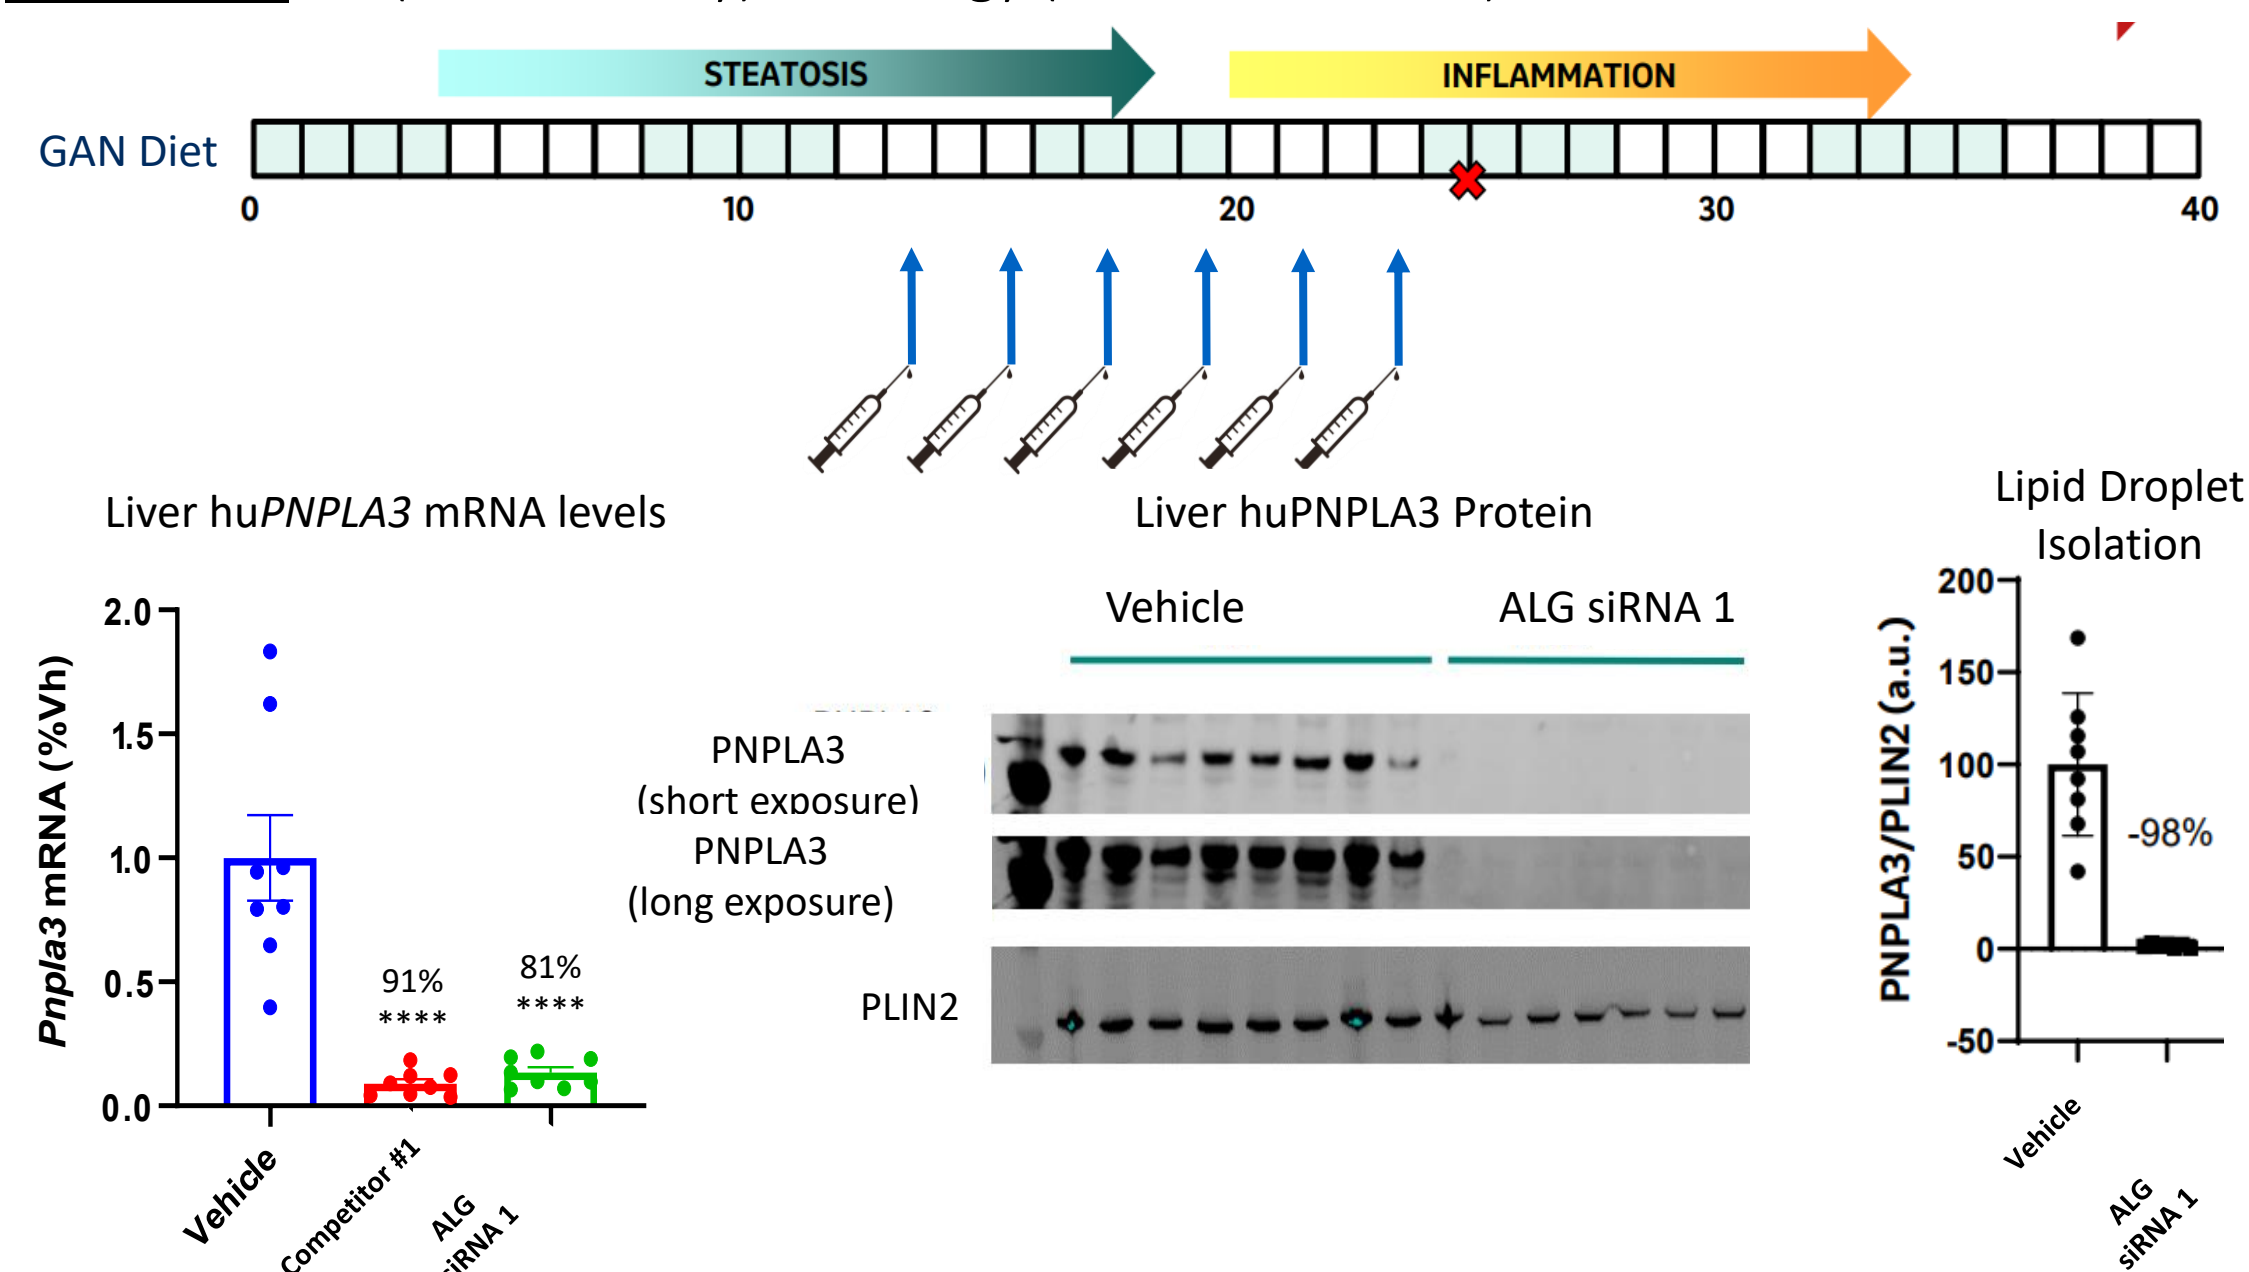 STEATOSIS
INFLAMMATION
GAN Diet
0
10
20
30
40
Liver huPNPLA3 mRNA levels
Pnpla3 mRNA (%Vh)
2.0
1.5
1.0
0.5
0.0
91%
****
81%
****
Vehicle
Competitor #1
ALG
siRNA 1
Liver huPNPLA3 Protein
Vehicle
ALG siRNA 1
PNPLA3
(short exposure)
PNPLA3
(long exposure)
PLIN2
Lipid Droplet
Isolation
PNPLA3/PLIN2 (a.u.)
200
150
100
50
0
-50
-98%
Vehicle
ALG
siRNA 1